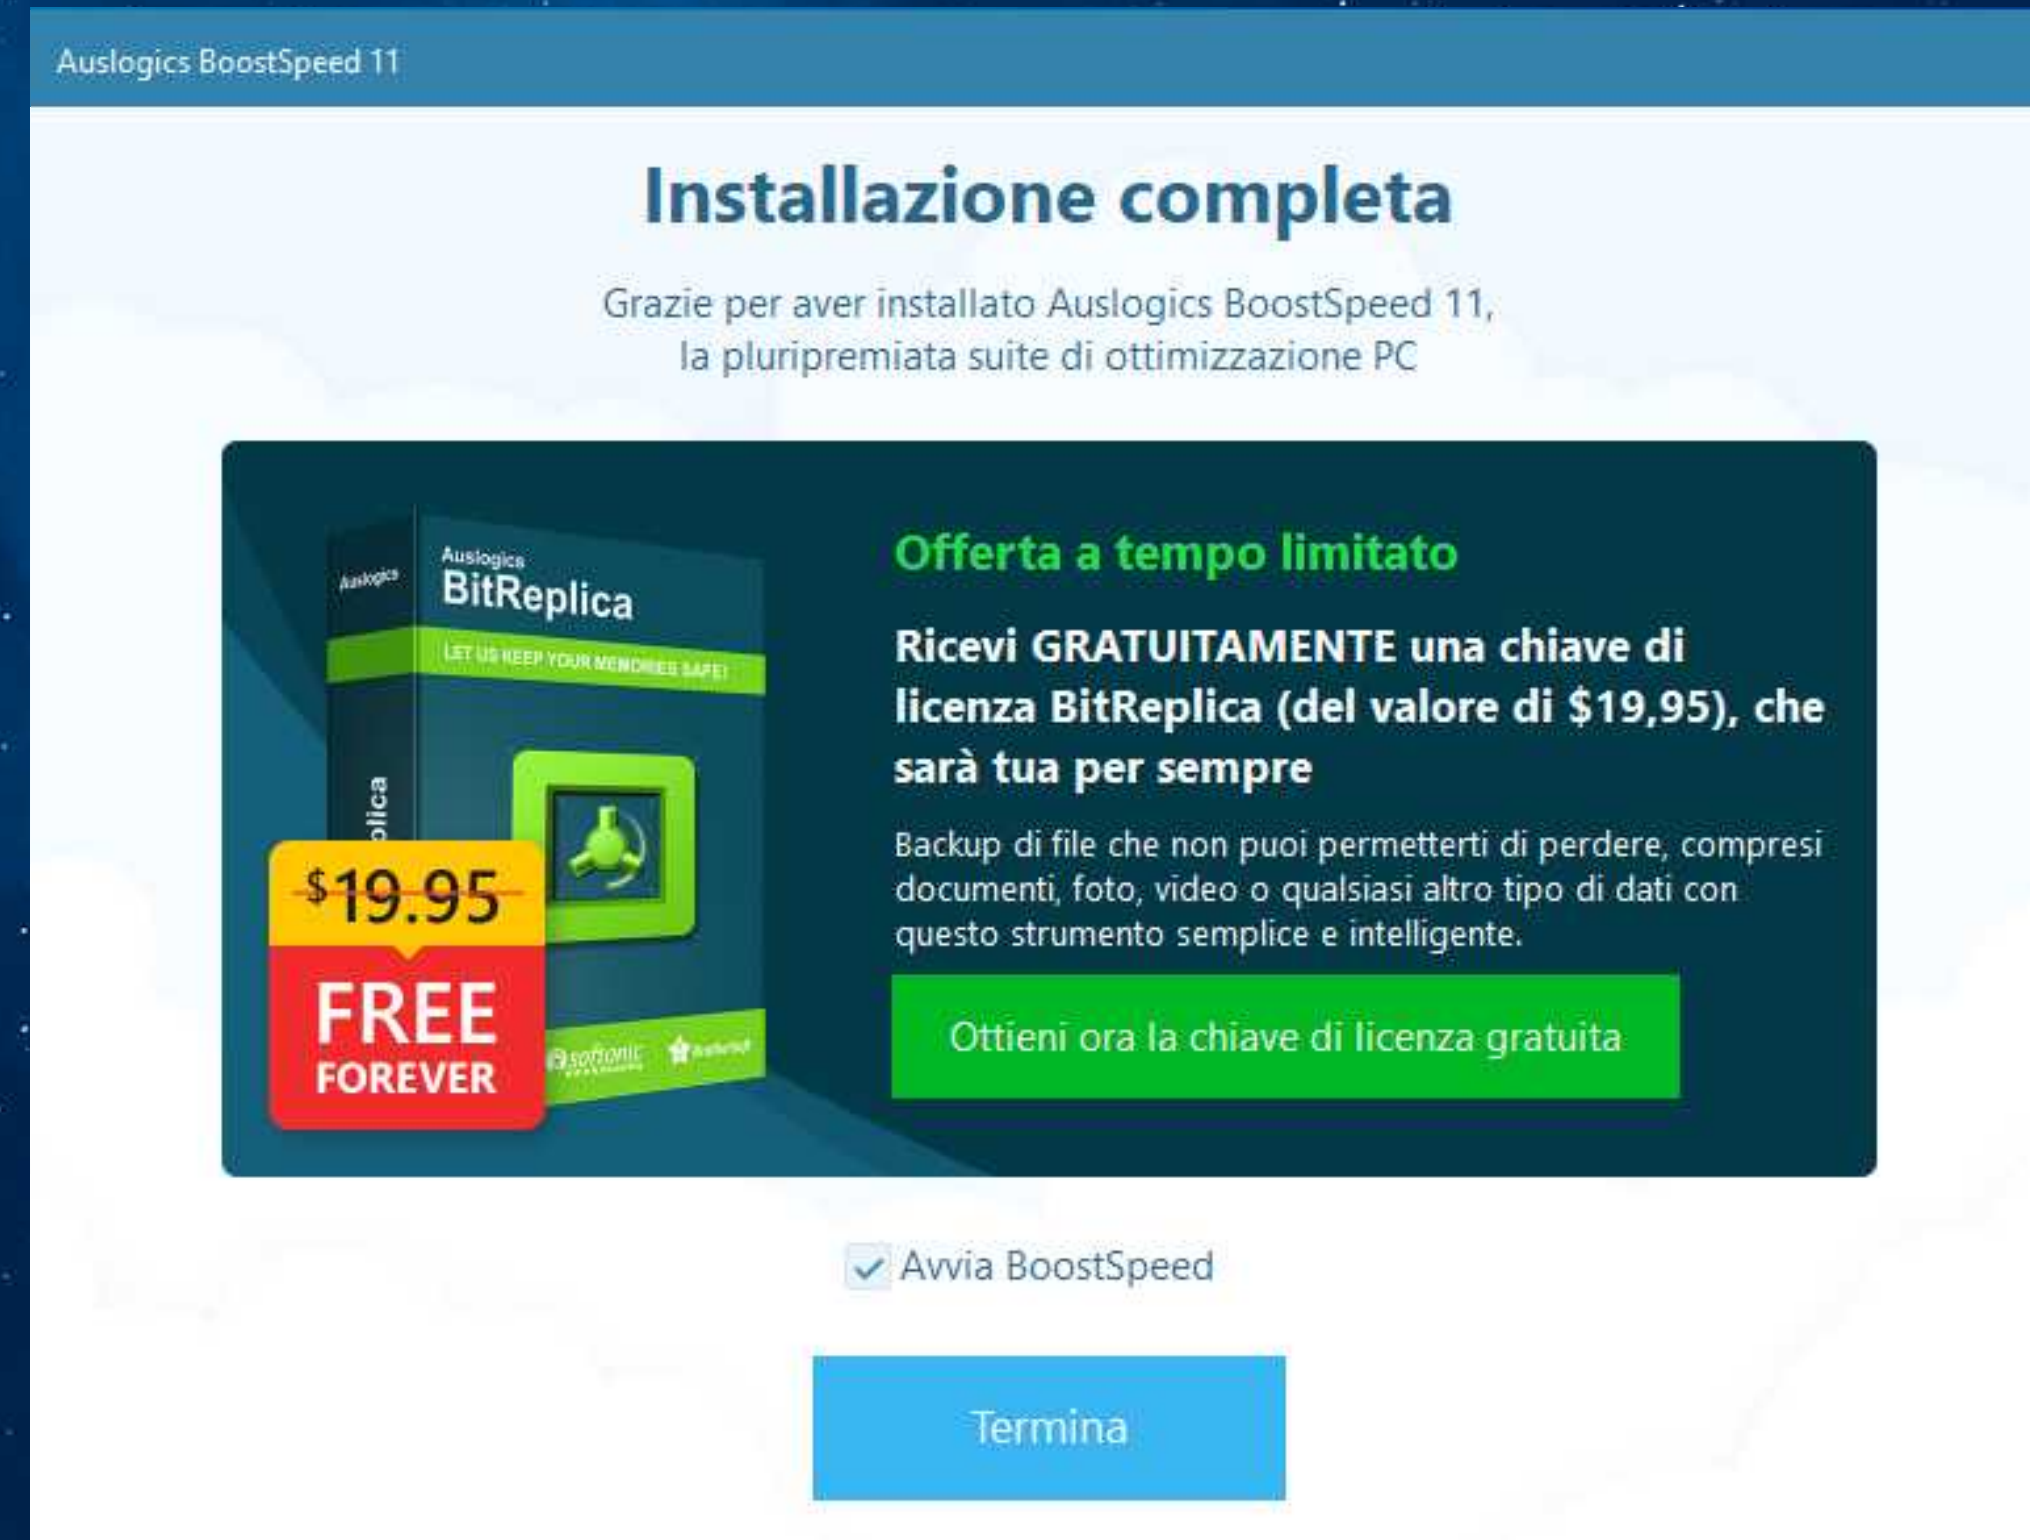 Auslogics BoostSpeed 11
Installazione completa
Grazie per aver installato Auslogics BoostSpeed 11,
la pluripremiata suite di ottimizzazione PC
Auslogics
Auslogics
BitReplica
LET US KEEP YOUR MEMORIES SAFE!
plica
$19.95
FREE
FOREVER
softonic
Offerta a tempo limitato
Ricevi GRATUITAMENTE una chiave di
licenza BitReplica (del valore di $19,95), che
sarà tua per sempre
Backup di file che non puoi permetterti di perdere, compresi
documenti, foto, video o qualsiasi altro tipo di dati con
questo strumento semplice e intelligente.
Ottieni ora la chiave di licenza gratuita
Avvia BoostSpeed
Termina